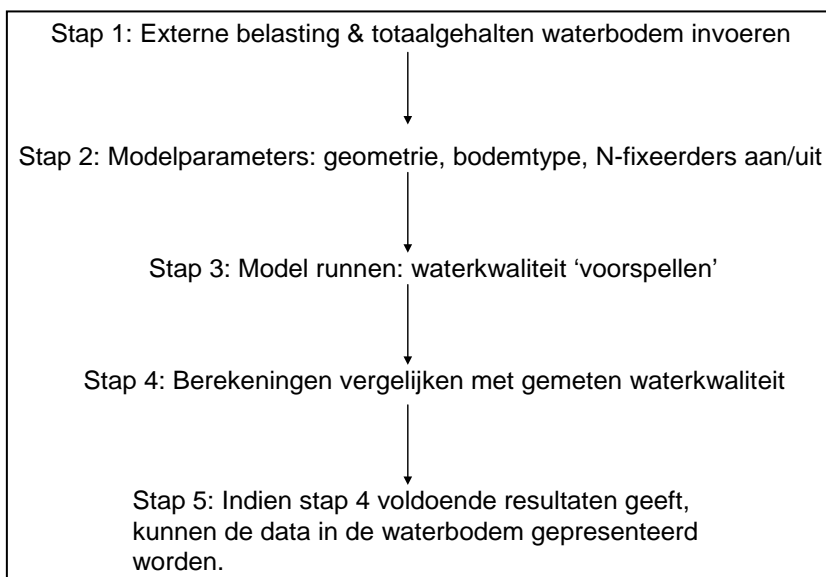 Stap 1: Externe belasting & totaalgehalten waterbodem invoeren
Stap 2: Modelparameters: geometrie, bodemtype, N-fixeerders aan/uit
Stap 3: Model runnen: waterkwaliteit ‘voorspellen’
Stap 4: Berekeningen vergelijken met gemeten waterkwaliteit
Stap 5: Indien stap 4 voldoende resultaten geeft,
kunnen de data in de waterbodem gepresenteerd
worden.